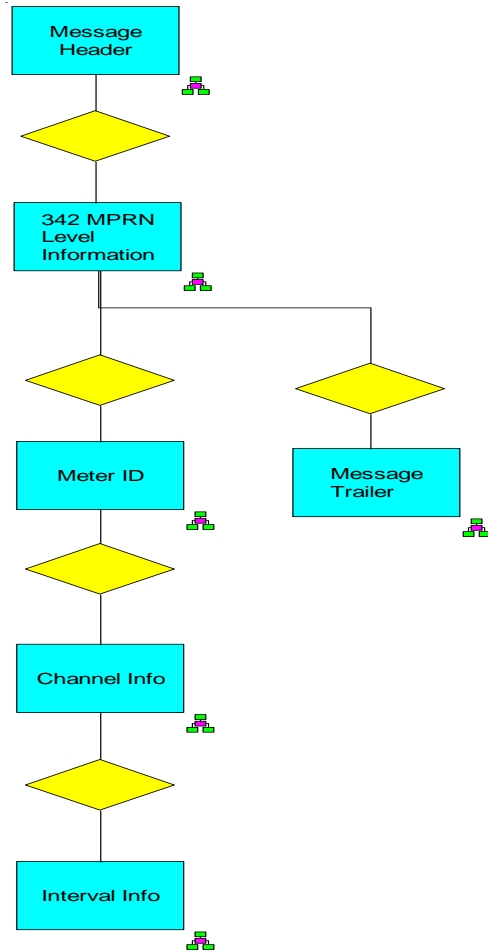 Message
Header
342 MPRN
Level
Information
Meter ID
Message
Trailer
Channel Info
Interval Info